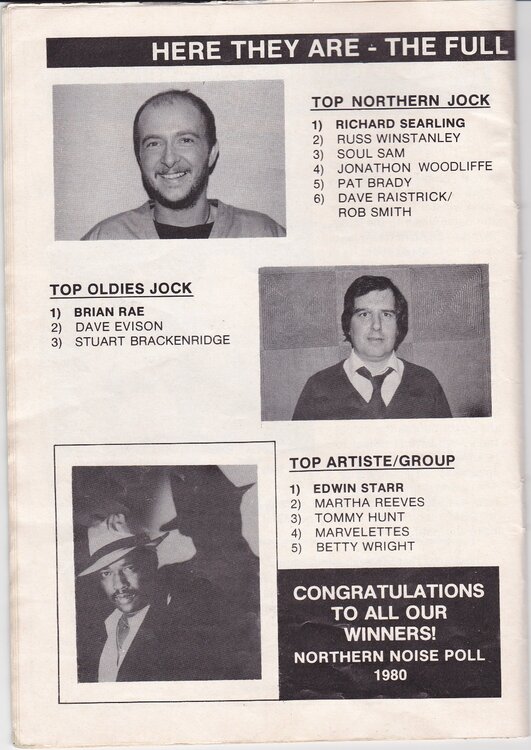 HERE THEY ARE - THE FULL
TOP NORTHERN JOCK
1) RICHARD SEARLING
2) RUSS WINSTANLEY
3) SOUL SAM
4) JONATHON WOODLIFFE
5) PAT BRADY
6) DAVE RAISTRICK/
ROB SMITH
TOP OLDIES JOCK
1) BRIAN RAE
2) DAVE EVISON
3) STUART BRACKENRIDGE
TOP ARTISTE/GROUP
1) EDWIN STARR
2) MARTHA REEVES
3) TOMMY HUNT
4) MARVELETTES
5) BETTY WRIGHT
CONGRATULATIONS
TO ALL OUR
WINNERS!
NORTHERN NOISE POLL
1980